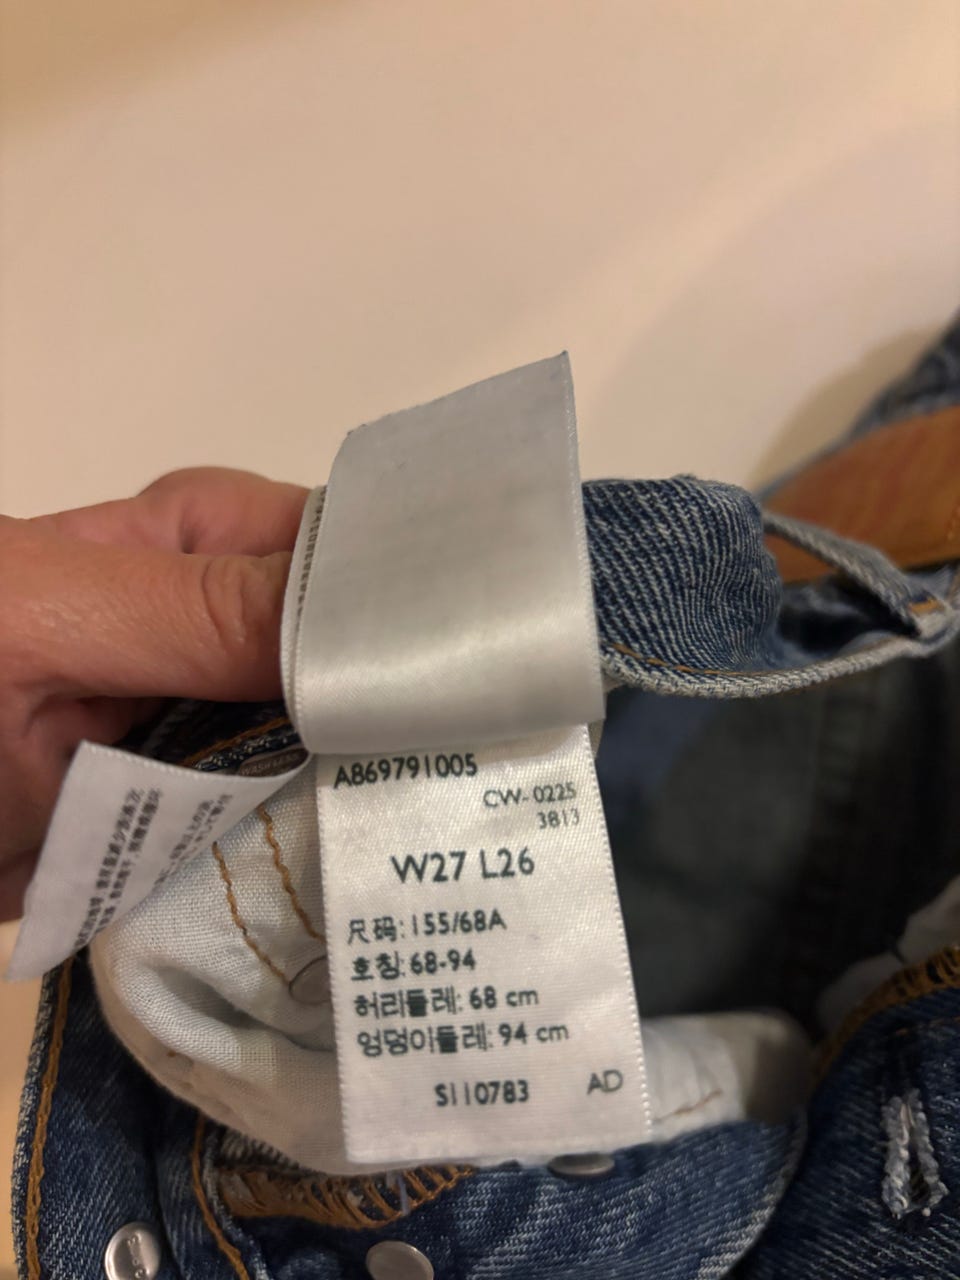 A869791005
CW-0225
3813
W27 L26
尺码: 155/68A
호칭: 68-94
허리둘레: 68 cm
엉덩이둘레: 94 cm
S110783
AD